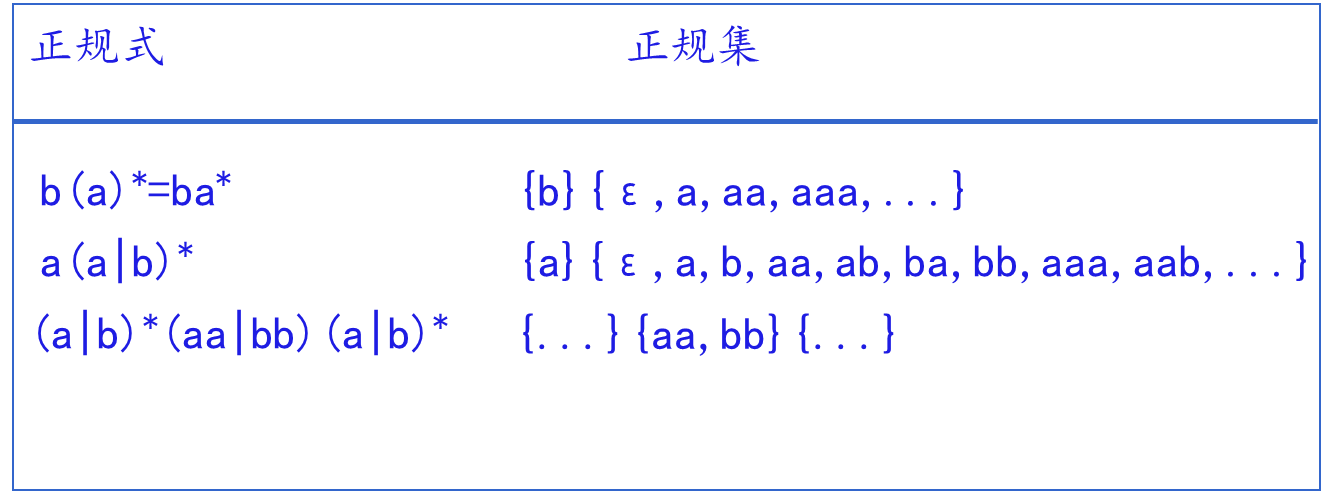 正规式 正规集
b(a)*=ba* {b}{ε,a,aa,aaa,...}
a(a|b)* {a}{ε,a,b,aa,ab,ba,bb,aaa,aab,...}
(a|b)*(aa|bb)(a|b)* {...}{aa,bb}{...}